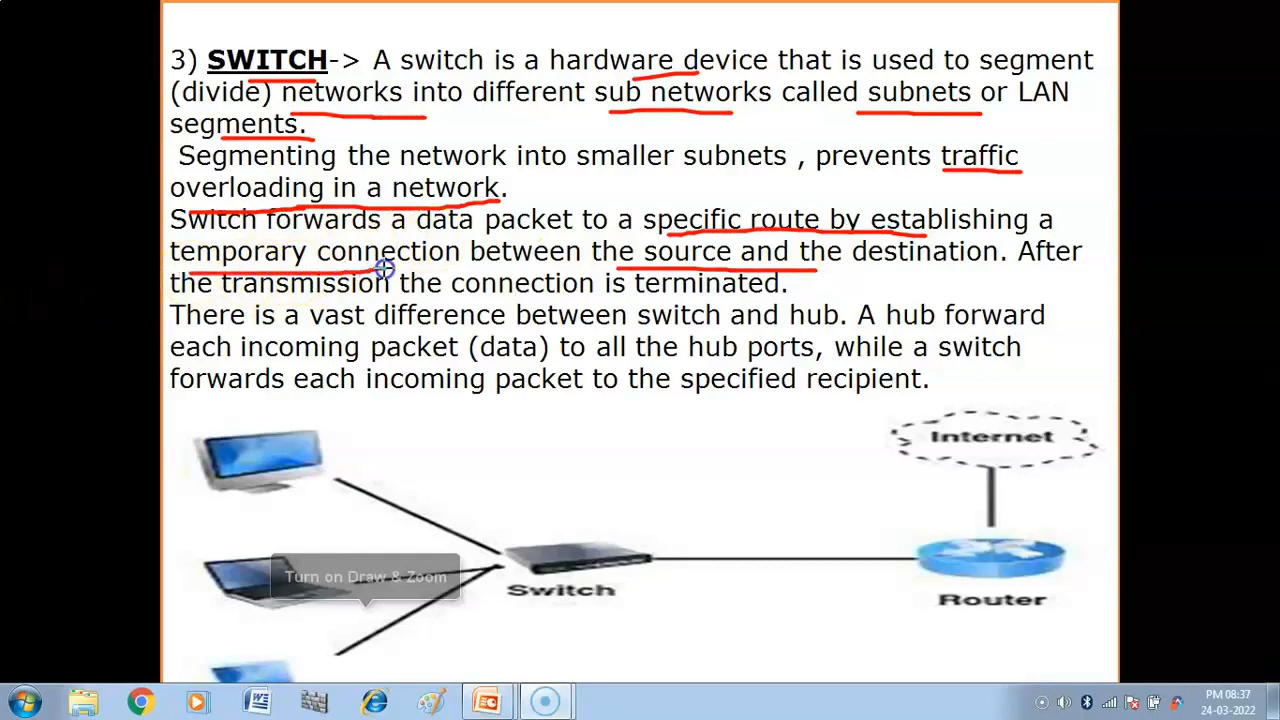 3) SWITCH-> A switch is a hardware device that is used to segment
(divide) networks into different sub networks called subnets or LAN
segments.
Segmenting the network into smaller subnets , prevents traffic
overloading in a network.
Switch forwards a data packet to a specific route by establishing a
temporary connection between the source and the destination. After
the transmission the connection is terminated.
There is a vast difference between switch and hub. A hub forward
each incoming packet (data) to all the hub ports, while a switch
forwards each incoming packet to the specified recipient.
Internet
Turn on Draw & Zoom
Switch
Router
PM 08:37
24-03-2022